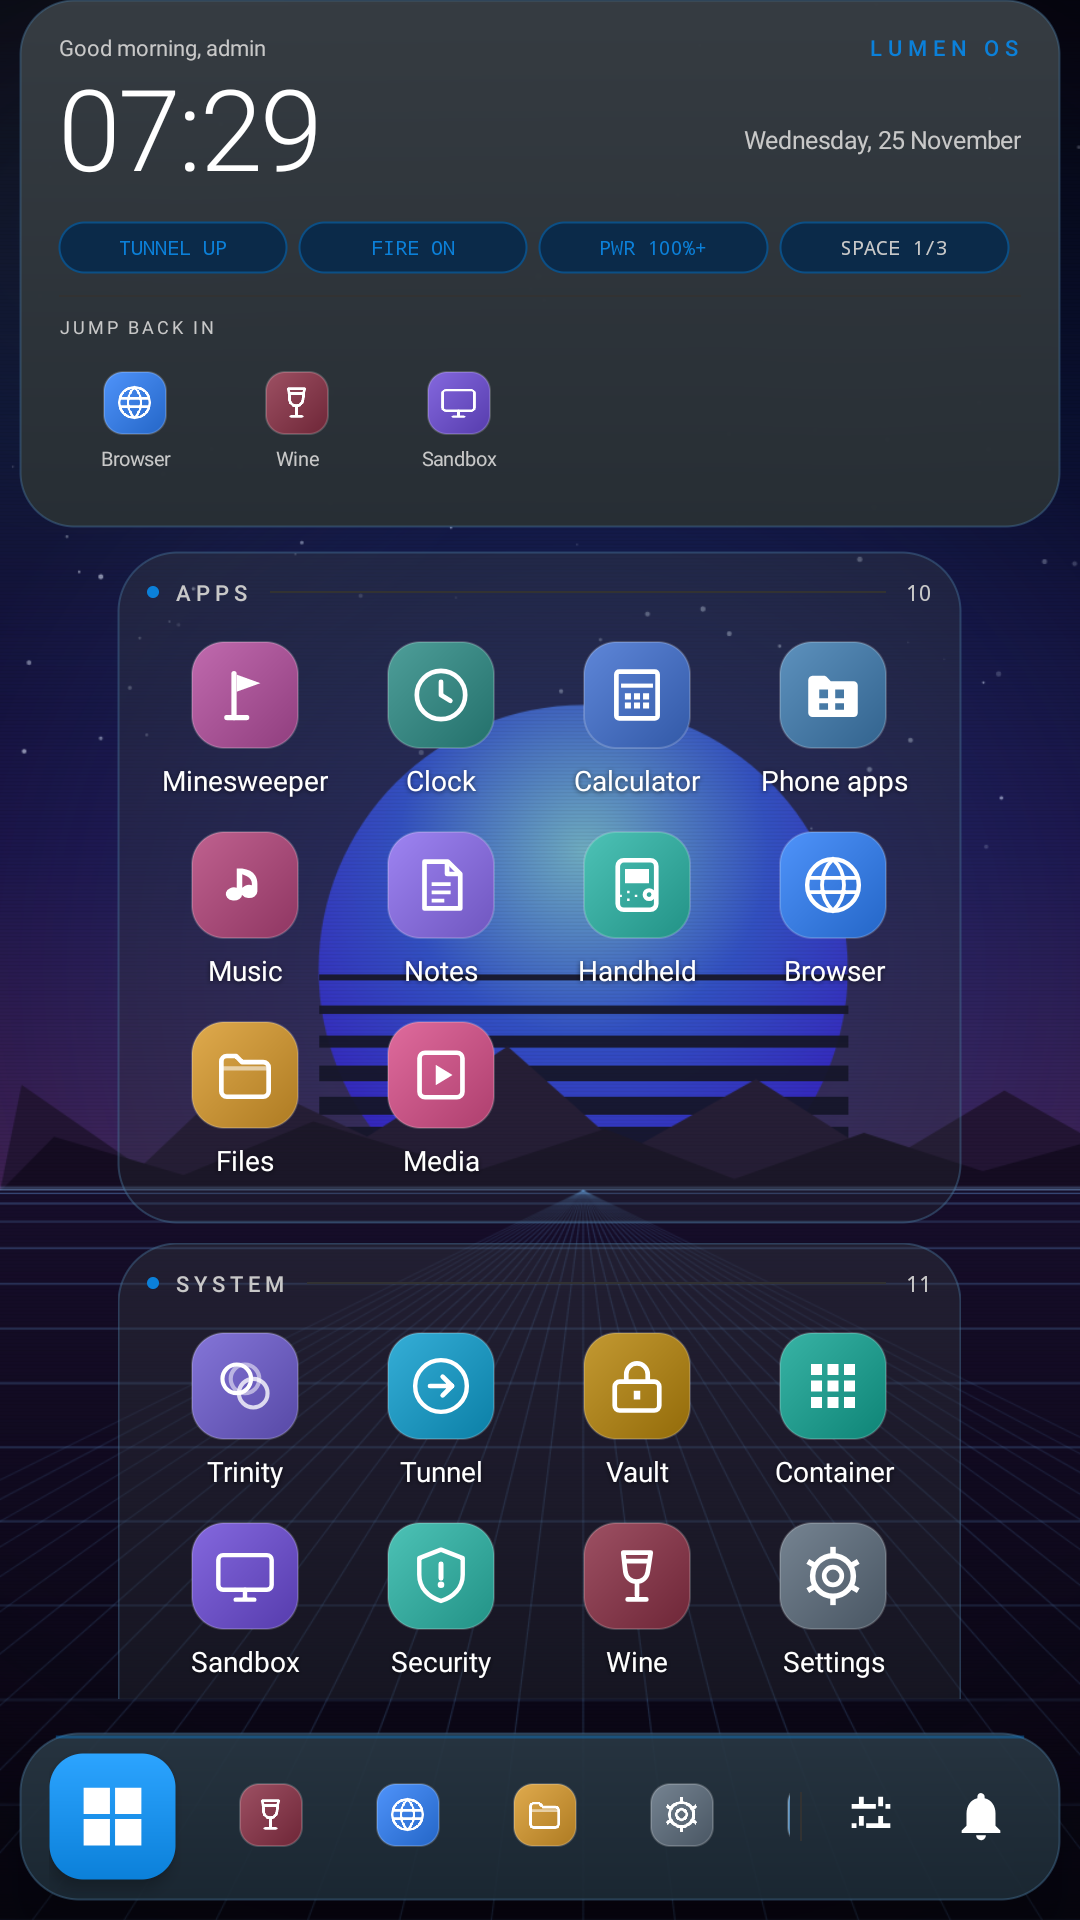 Good morning, admin
LUMEN OS
07:29
Wednesday, 25 November
TUNNEL UP
FIRE ON
PWR 100%+
SPACE 1/3
JUMP BACK IN
Browser
Wine
Sandbox
APPS
10
Minesweeper
Clock
Calculator
Phone apps
Music
Notes
Handheld
Browser
Files
Media
SYSTEM
11
Trinity
Tunnel
Vault
Container
Sandbox
Security
Wine
Settings